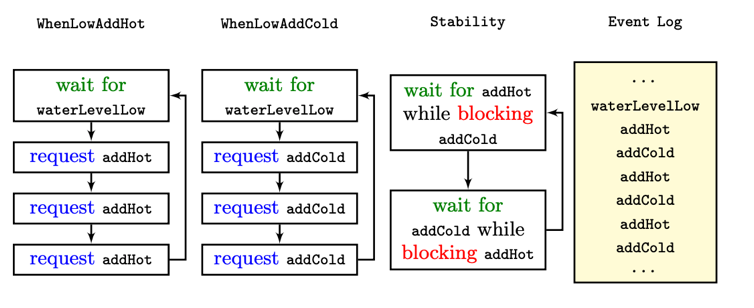 WhenLowAddHot
wait for
waterLevelLow
request addHot
request addHot
request addHot
WhenLowAddCold
wait for
waterLevelLow
request addCold
request addCold
request addCold
Stability
wait for addHot
while blocking
addCold
wait for
addCold while
blocking addHot
Event Log
...
waterLevelLow
addHot
addCold
addHot
addCold
addHot
addCold
...